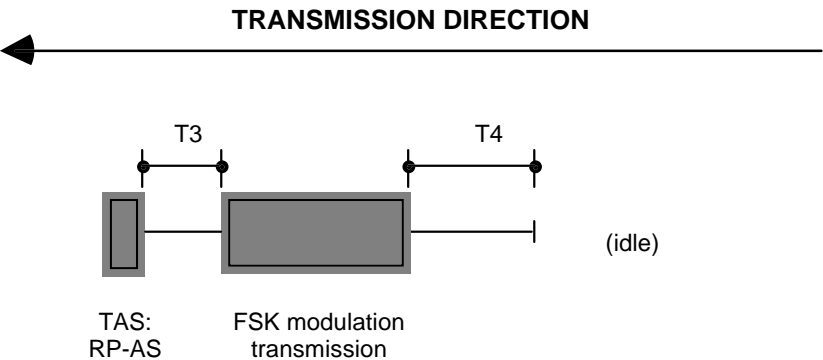 TRANSMISSION DIRECTION
T3
T4
(idle)
TAS:
RP-AS
FSK modulation
transmission